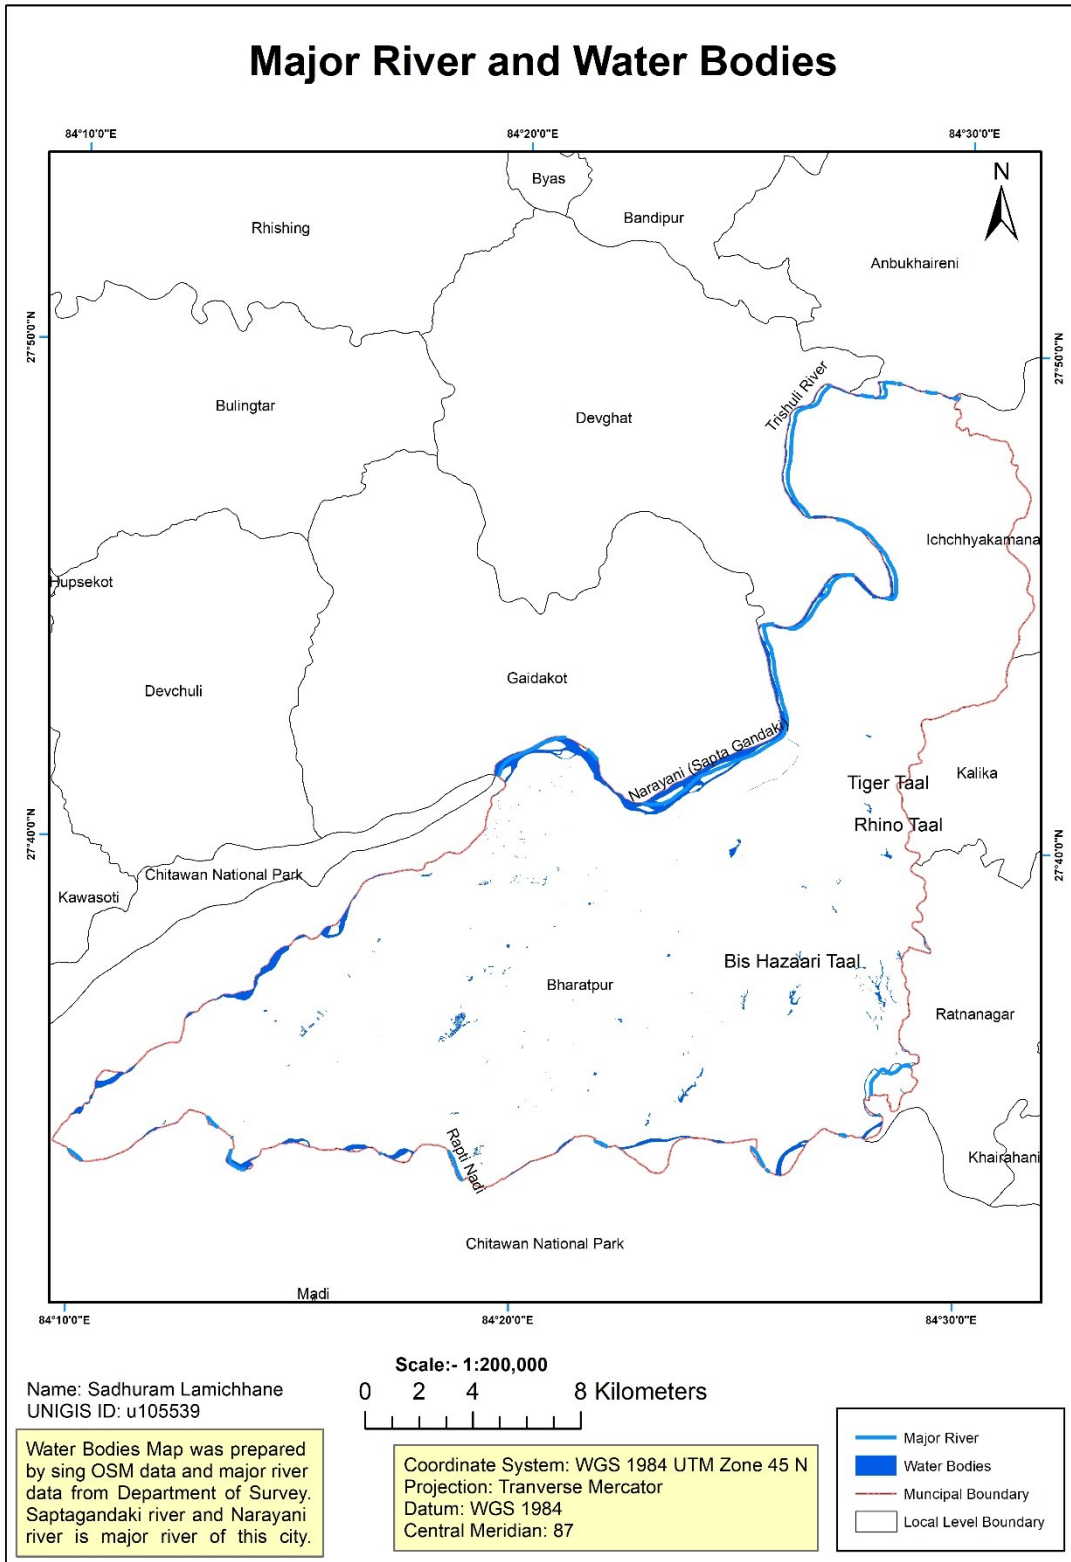 Major River and Water Bodies
84°10'0"E
84°20'0"E
84°30'0"E
N
Byas
Bandipur
Rhishing
Anbukhaireni
27°50'0"N
27°50'0"N
Trishuli River
Bulingtar
Devghat
Ichchhyakamana
Hupsekot
Gaidakot
Devchuli
Narayani (Sapta Gandaki)
Kalika
Tiger Taal
Rhino Taal
27°40'0"N
27°40'0"N
Chitawan National Park
Kawasoti
Bis Hazaari Taal
Bharatpur
Ratnanagar
Rapti Nadi
Khairahani
Chitawan National Park
Madi
84°10'0"E
84°20'0"E
84°30'0"E
Scale:- 1:200,000
0 2 4 8 Kilometers
Name: Sadhuram Lamichhane
UNIGIS ID: u105539
Water Bodies Map was prepared
by sing OSM data and major river
data from Department of Survey.
Saptagandaki river and Narayani
river is major river of this city.
Coordinate System: WGS 1984 UTM Zone 45 N
Projection: Tranverse Mercator
Datum: WGS 1984
Central Meridian: 87
Major River
Water Bodies
Muncipal Boundary
Local Level Boundary